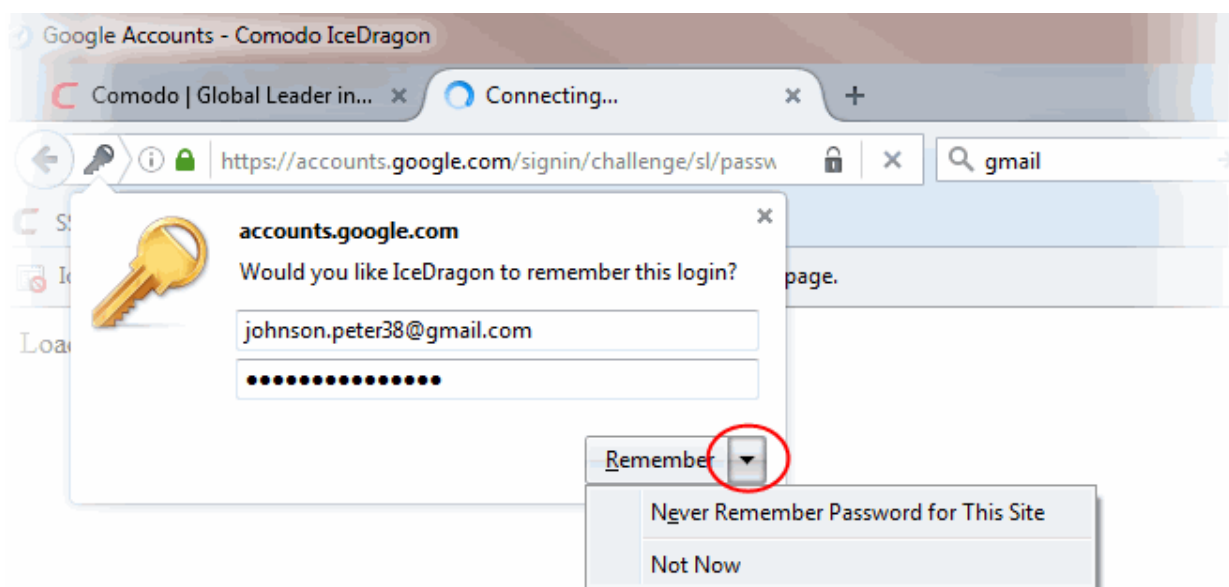 Google Accounts - Comodo IceDragon
Comodo | Global Leader in...
Connecting...
https://accounts.google.com/signin/challenge/sl/passw
gmail
accounts.google.com
Would you like IceDragon to remember this login?
page.
johnson.peter38@gmail.com
•••••••••••••••
Remember
Never Remember Password for This Site
Not Now